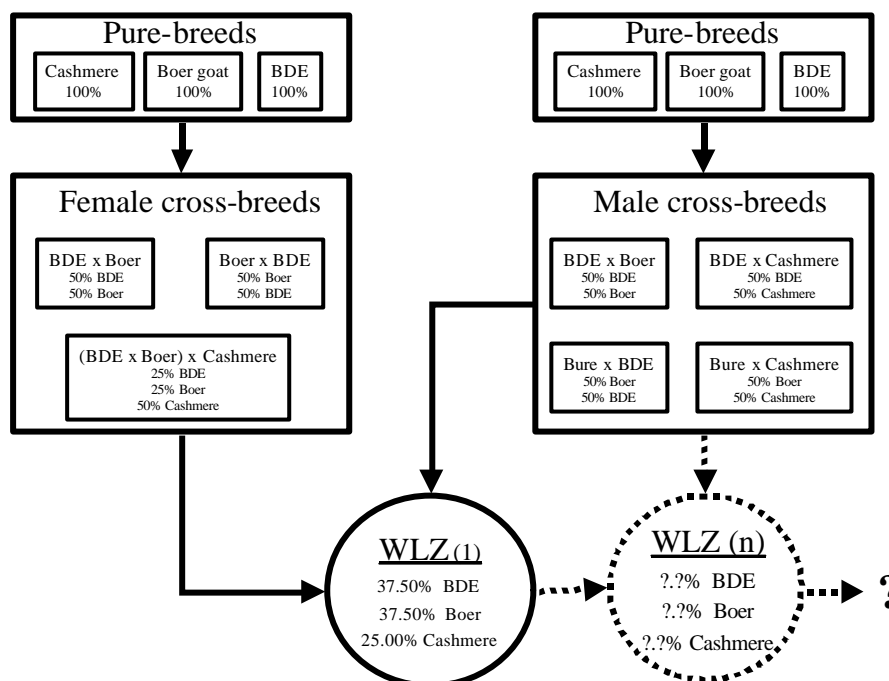 Pure-breeds
Cashmere
100%
Boer goat
100%
BDE
100%
Pure-breeds
Cashmere
100%
Boer goat
100%
BDE
100%
Female cross-breeds
BDE x Boer
50% BDE
50% Boer
Boer x BDE
50% Boer
50% BDE
(BDE x Boer) x Cashmere
25% BDE
25% Boer
50% Cashmere
Male cross-breeds
BDE x Boer
50% BDE
50% Boer
BDE x Cashmere
50% BDE
50% Cashmere
Bure x BDE
50% Boer
50% BDE
Bure x Cashmere
50% Boer
50% Cashmere
WLZ (1)
37.50% BDE
37.50% Boer
25.00% Cashmere
WLZ (n)
?.?% BDE
?.?% Boer
?.?% Cashmere
?